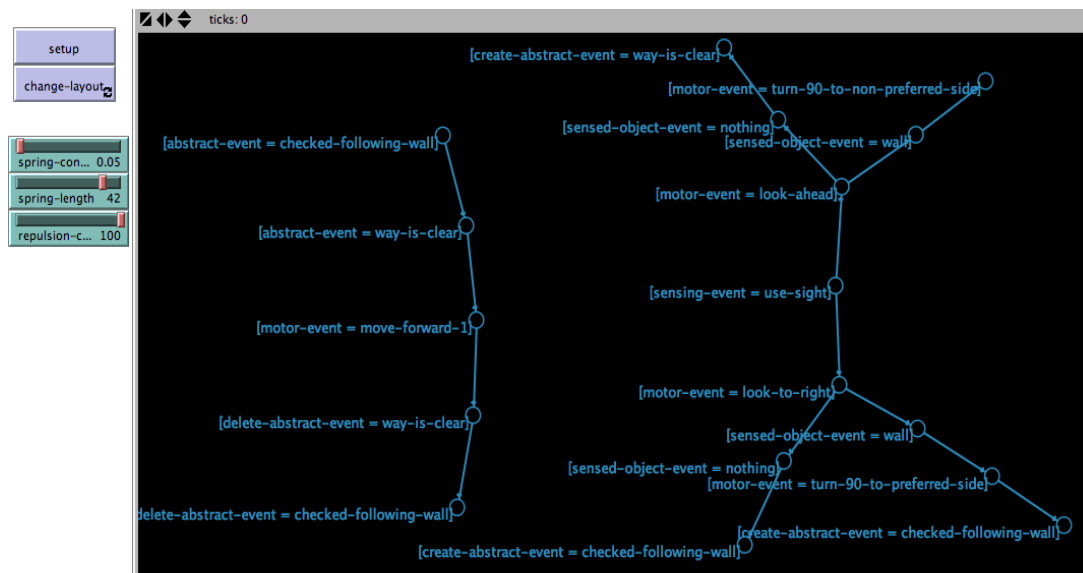 ticks: 0
setup
change-layout
spring-con... 0.05
spring-length 42
repulsion-c... 100
[create-abstract-event = way-is-clear]
[motor-event = turn-90-to-non-preferred-side]
[sensed-object-event = nothing]
[sensed-object-event = wall]
[abstract-event = checked-following-wall]
[motor-event = look-ahead]
[abstract-event = way-is-clear]
[sensing-event = use-sight]
[motor-event = move-forward-1]
[motor-event = look-to-right]
[delete-abstract-event = way-is-clear]
[sensed-object-event = wall]
[sensed-object-event = nothing]
[motor-event = turn-90-to-preferred-side]
delete-abstract-event = checked-following-wall]
[create-abstract-event = checked-following-wall]
[create-abstract-event = checked-following-wall]